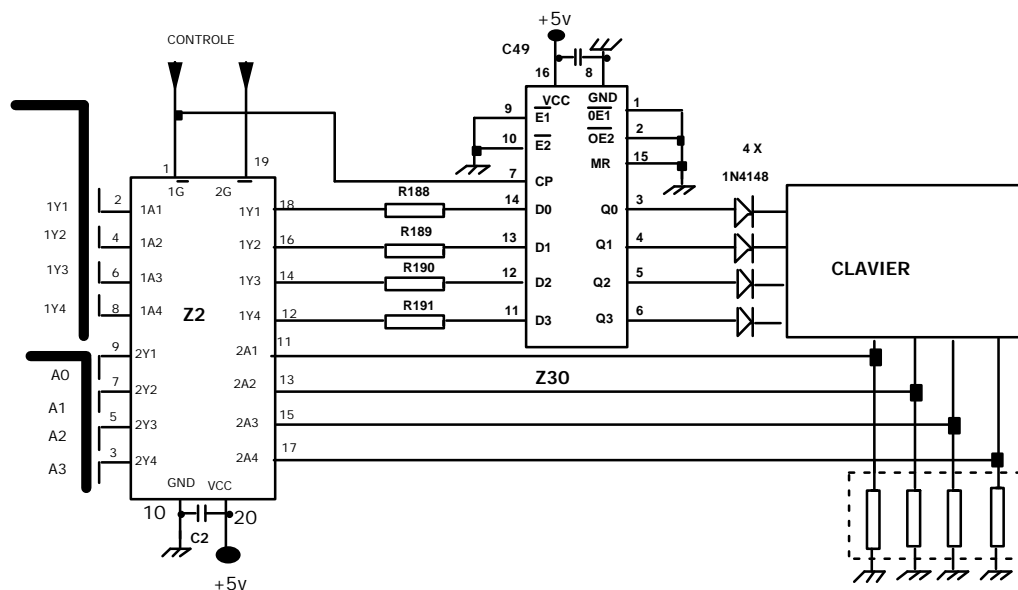 +5v
CONTROLE
C49
16
8
VCC
GND
9
E1
0E1
1
10
E2
OE2
2
MR
15
4 X
1N4148
1
19
7
CP
1G
2G
1Y1
2
1A1
1Y1
18
R188
14
D0
Q0
3
1Y2
4
1A2
1Y2
16
R189
13
D1
Q1
4
CLAVIER
1Y3
6
1A3
1Y3
14
R190
12
D2
Q2
5
1Y4
8
1A4
Z2
1Y4
12
R191
11
D3
Q3
6
9
2Y1
2A1
11
A0
7
2Y2
2A2
13
Z30
A1
5
2Y3
2A3
15
A2
3
2Y4
2A4
17
A3
GND
VCC
10
20
C2
+5v